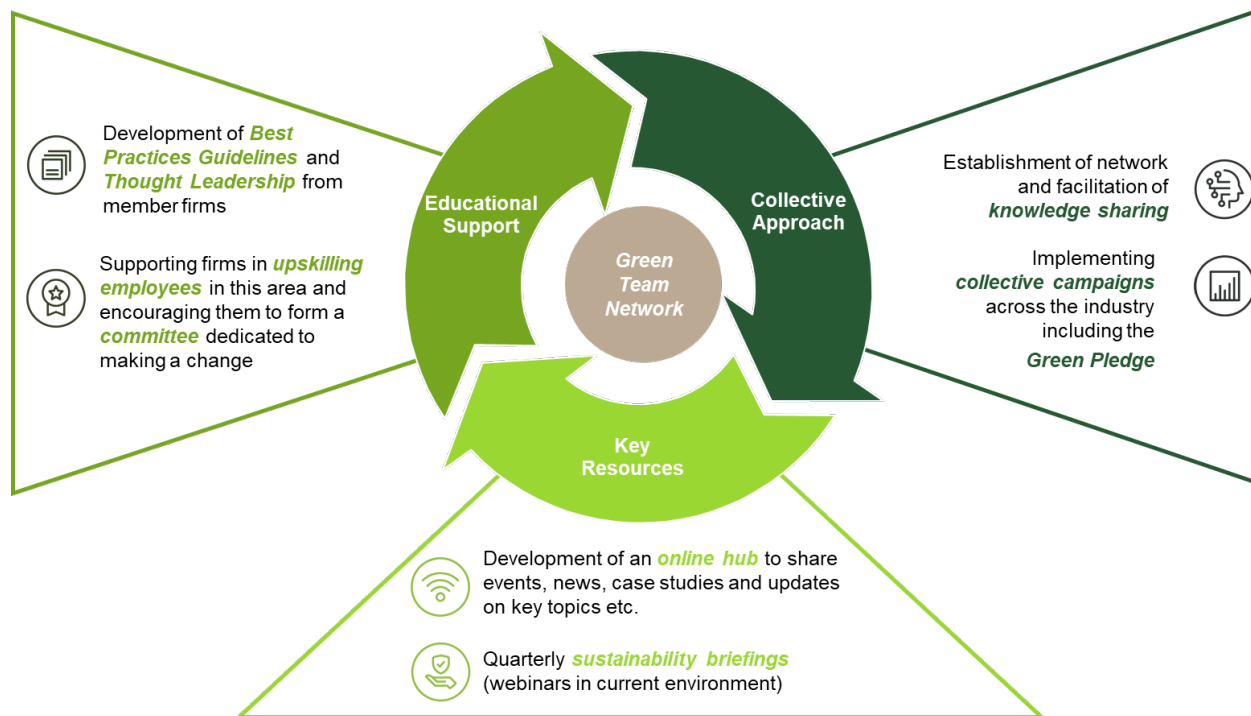 Development of Best
Practices Guidelines and
Thought Leadership from
member firms
Supporting firms in upskilling
employees in this area and
encouraging them to form a
committee dedicated to
making a change
Educational
Support
Collective
Approach
Green
Team
Network
Key
Resources
Establishment of network
and facilitation of
knowledge sharing
Implementing
collective campaigns
across the industry
including the
Green Pledge
Development of an online hub to share
events, news, case studies and updates
on key topics etc.
Quarterly sustainability briefings
(webinars in current environment)